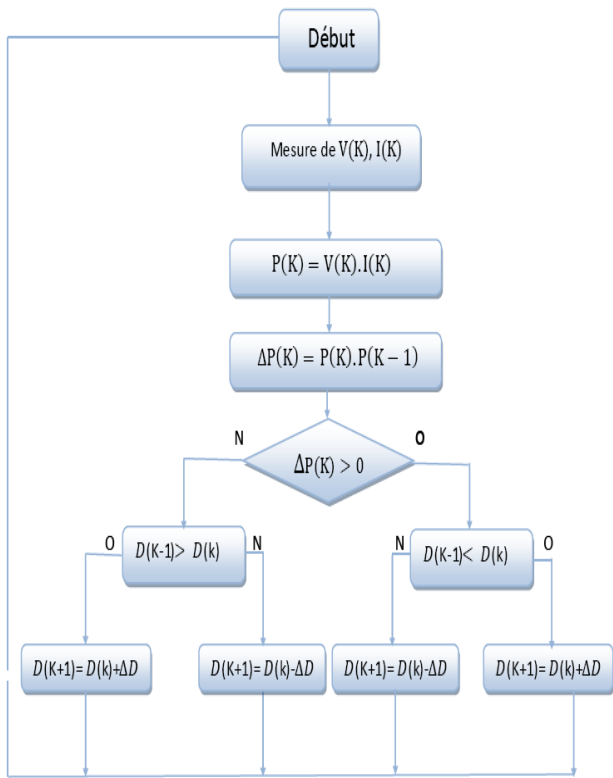 Début
Mesure de V(K), I(K)
P(K) = V(K).I(K)
ΔP(K) = P(K).P(K − 1)
N
O
ΔP(K) > 0
O
D(K-1)> D(k)
N
N
D(K-1)< D(k)
O
D(K+1)= D(k)+ΔD
D(K+1)= D(k)-ΔD
D(K+1)= D(k)-ΔD
D(K+1)= D(k)+ΔD